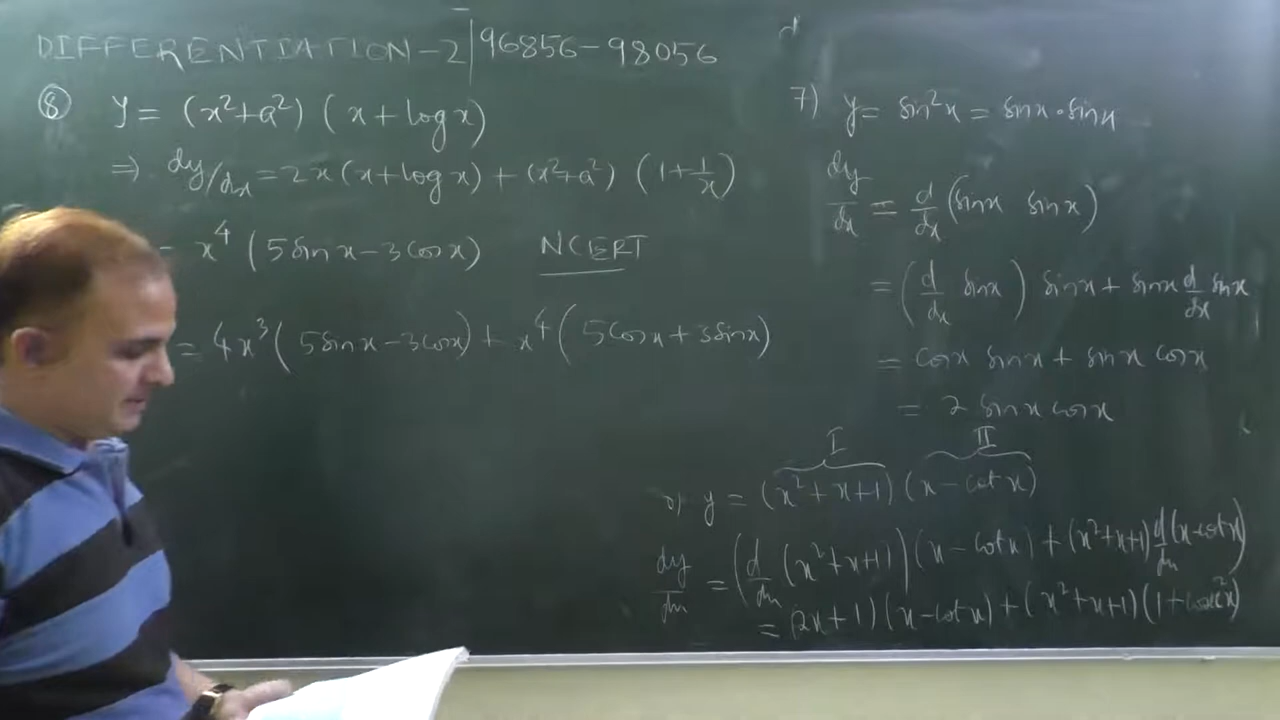 DIFFERENTIATION-2 | 96856-98056
⑧ y = (x²+a²) (x+log x)
⇒ dy/dx = 2x(x+log x) + (x²+a²) (1+1/x)
= x⁴ (5 sin x - 3 cos x) NCERT
= 4x³(5 sin x - 3 cos x) + x⁴(5 cos x + 3 sin x)
d
7) y = sin²x = sin x · sin x
dy/dx = d/dx (sin x sin x)
= (d/dx sin x) sin x + sin x d/dx sin x
= cos x sin x + sin x cos x
= 2 sin x cos x
I II
y = (x²+x+1) (x - cot x)
dy/dx = (d/dx (x²+x+1)) (x - cot x) + (x²+x+1) d/dx (x - cot x)
= (2x+1) (x - cot x) + (x²+x+1) (1 + cosec²x)